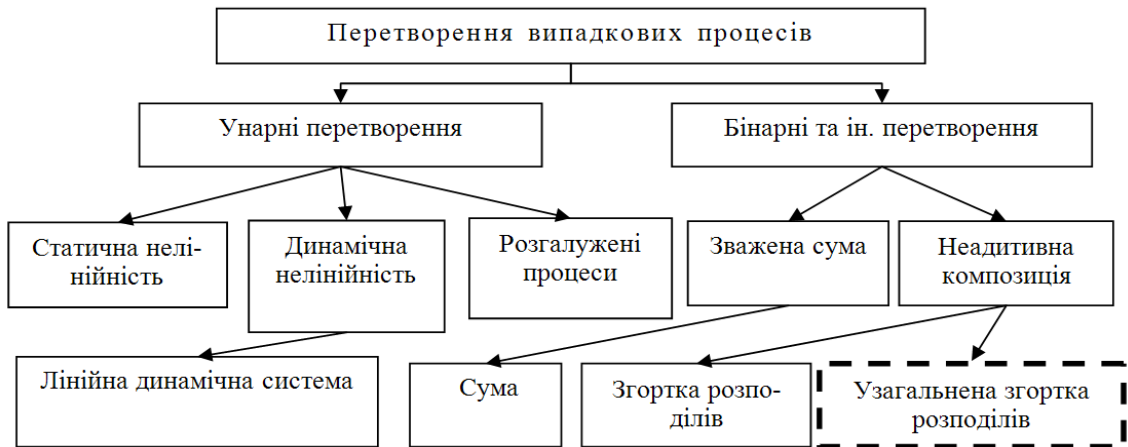 Перетворення випадкових процесів
Унарні перетворення
Бінарні та ін. перетворення
Статична нелі-
нійність
Динамічна
нелінійність
Розгалужені
процеси
Зважена сума
Неадитивна
композиція
Лінійна динамічна система
Сума
Згортка розпо-
ділів
Узагальнена згортка
розподілів